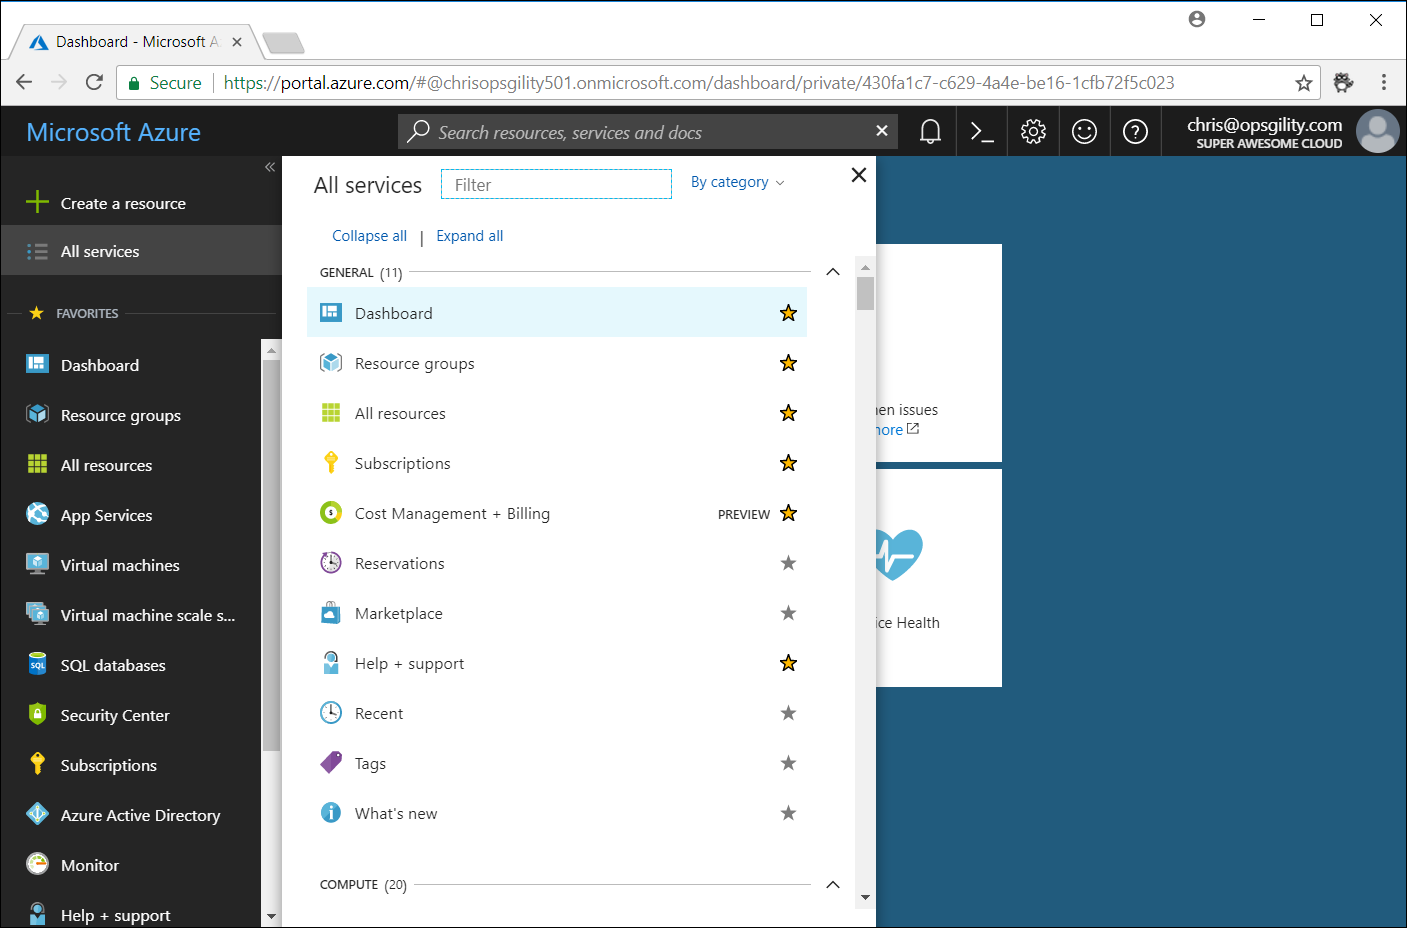 Dashboard - Microsoft A
Secure
https://portal.azure.com/#@chrisopsgility501.onmicrosoft.com/dashboard/private/430fa1c7-c629-4a4e-be16-1cfb72f5c023
Microsoft Azure
Search resources, services and docs
chris@opsgility.com
SUPER AWESOME CLOUD
Create a resource
All services
FAVORITES
Dashboard
Resource groups
All resources
App Services
Virtual machines
Virtual machine scale s...
SQL databases
Security Center
Subscriptions
Azure Active Directory
Monitor
Help + support
All services
Filter
By category
Collapse all | Expand all
GENERAL (11)
Dashboard
Resource groups
All resources
Subscriptions
Cost Management + Billing PREVIEW
Reservations
Marketplace
Help + support
Recent
Tags
What's new
COMPUTE (20)
en issues
ore
ice Health